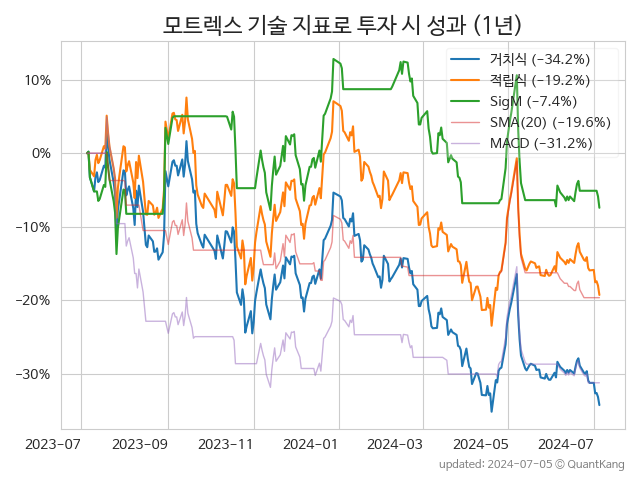 모트렉스 기술 지표로 투자 시 성과 (1년)
거치식 (−34.2%)
적립식 (−19.2%)
SigM (−7.4%)
SMA(20) (−19.6%)
MACD (−31.2%)
10%
0%
−10%
−20%
−30%
2023-07
2023-09
2023-11
2024-01
2024-03
2024-05
2024-07
updated: 2024-07-05 © QuantKang